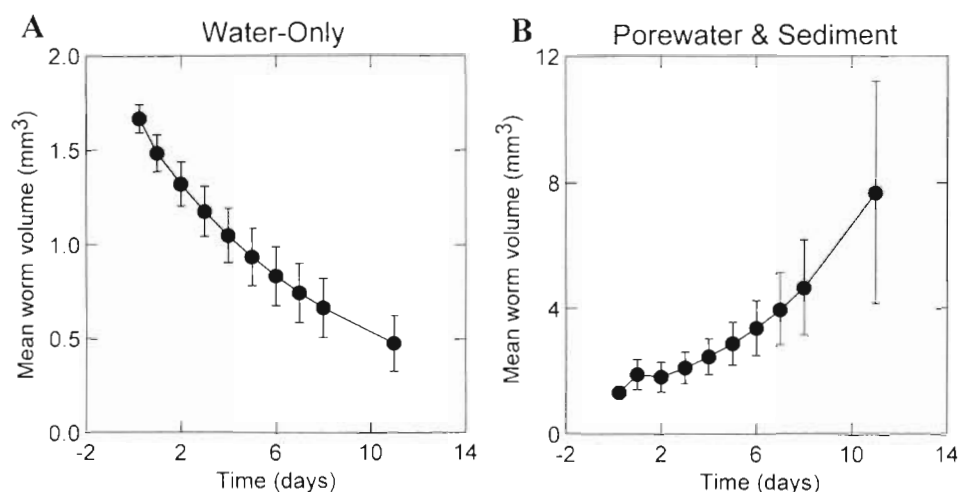 A
Water-Only
Mean worm volume (mm³)
2.0
1.5
1.0
0.5
0.0
-2
2
6
10
14
Time (days)
B
Porewater & Sediment
Mean worm volume (mm³)
12
8
4
0
-2
2
6
10
14
Time (days)